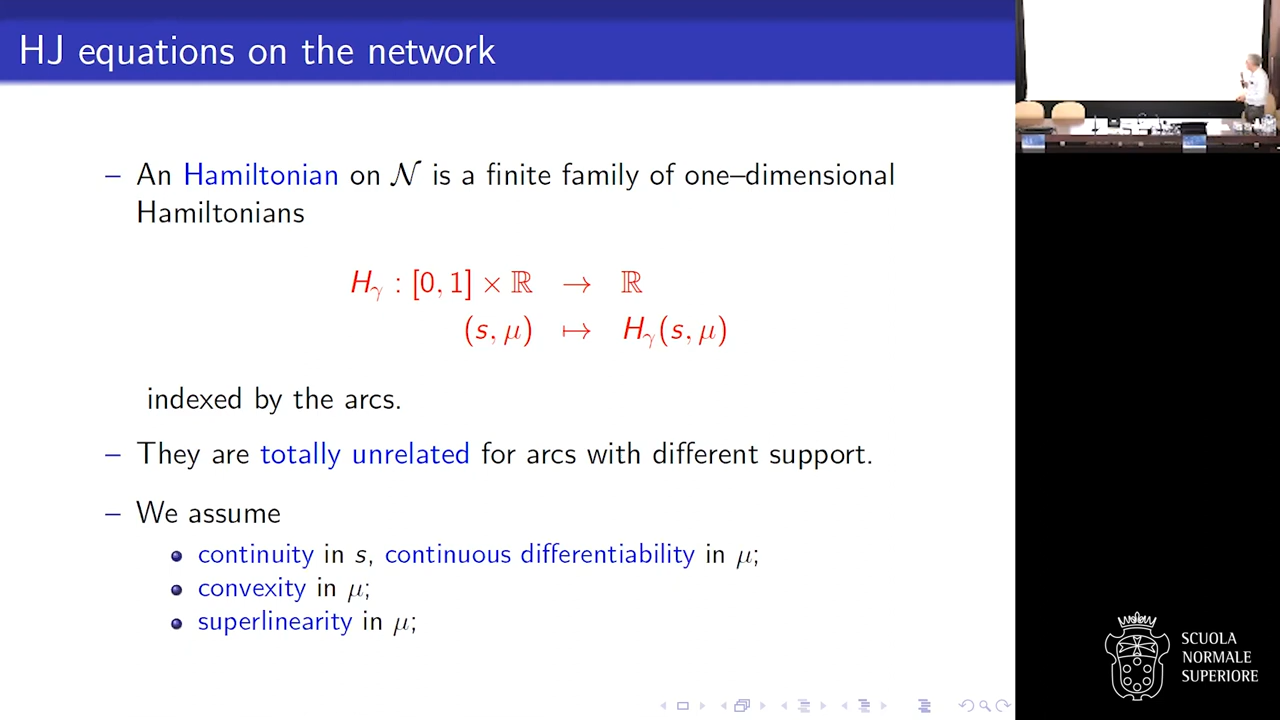 HJ equations on the network
– An Hamiltonian on 𝒩 is a finite family of one–dimensional
Hamiltonians
H_γ : [0, 1] × ℝ → ℝ
(s, μ) ↦ H_γ(s, μ)
indexed by the arcs.
– They are totally unrelated for arcs with different support.
– We assume
• continuity in s, continuous differentiability in μ;
• convexity in μ;
• superlinearity in μ;
SCUOLA
NORMALE
SUPERIORE